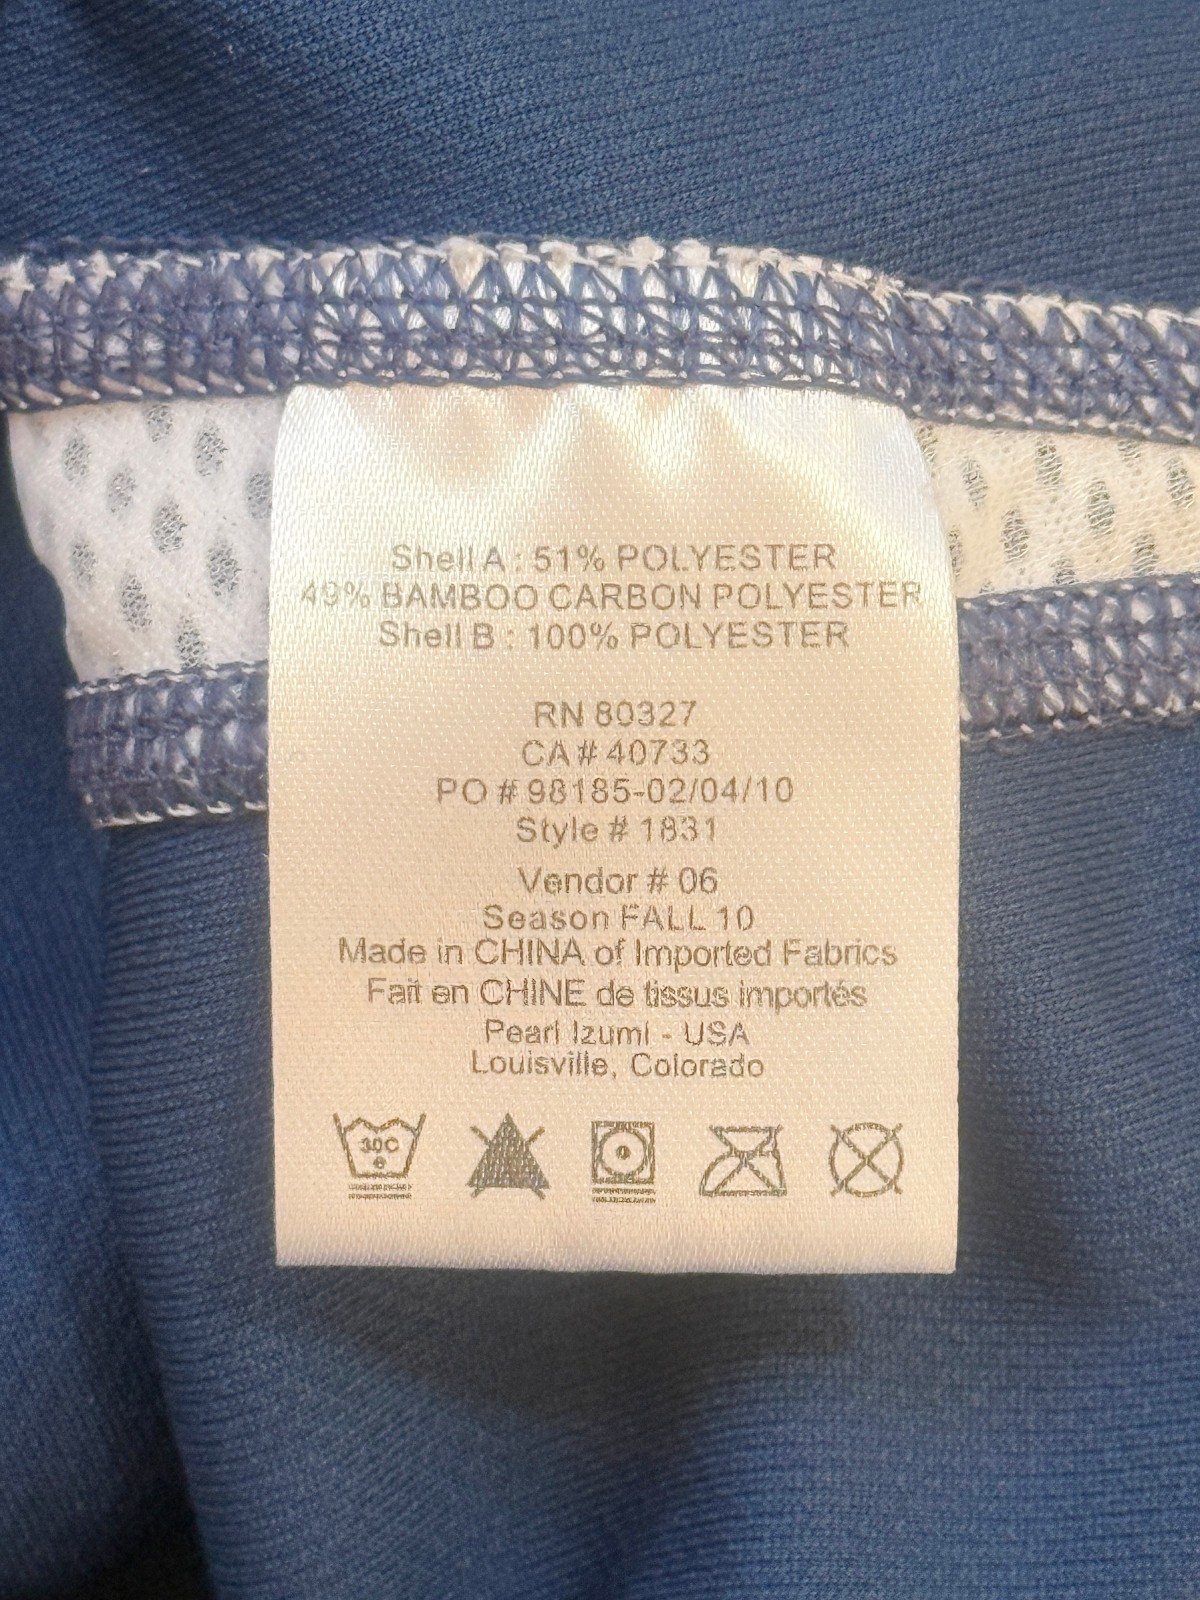 Shell A : 51% POLYESTER
49% BAMBOO CARBON POLYESTER
Shell B : 100% POLYESTER
RN 80327
CA # 40733
PO # 98185-02/04/10
Style # 1831
Vendor # 06
Season FALL 10
Made in CHINA of Imported Fabrics
Fait en CHINE de tissus importés
Pearl Izumi - USA
Louisville, Colorado
30C
e